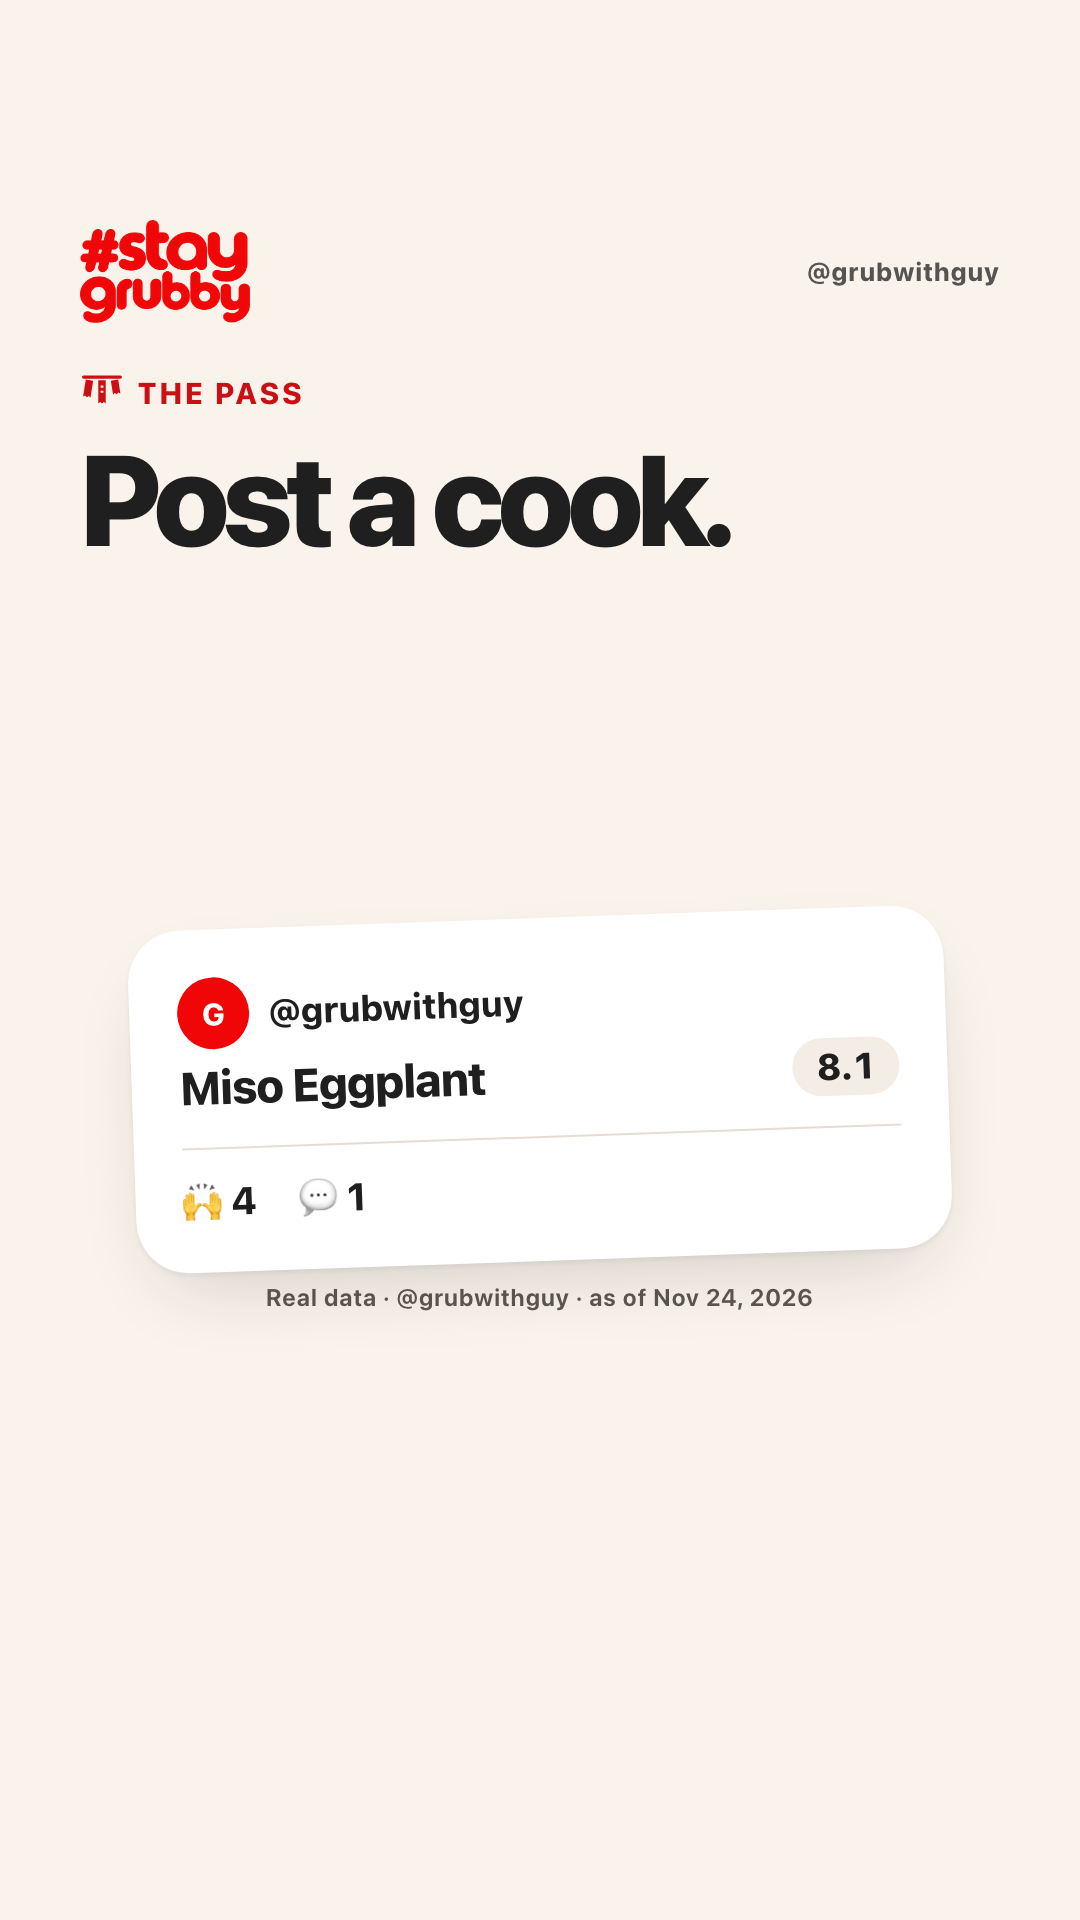 #stay
grubby
@grubwithguy
THE PASS
Post a cook.
G @grubwithguy
Miso Eggplant 8.1
🙌 4 💬 1
Real data · @grubwithguy · as of Nov 24, 2026